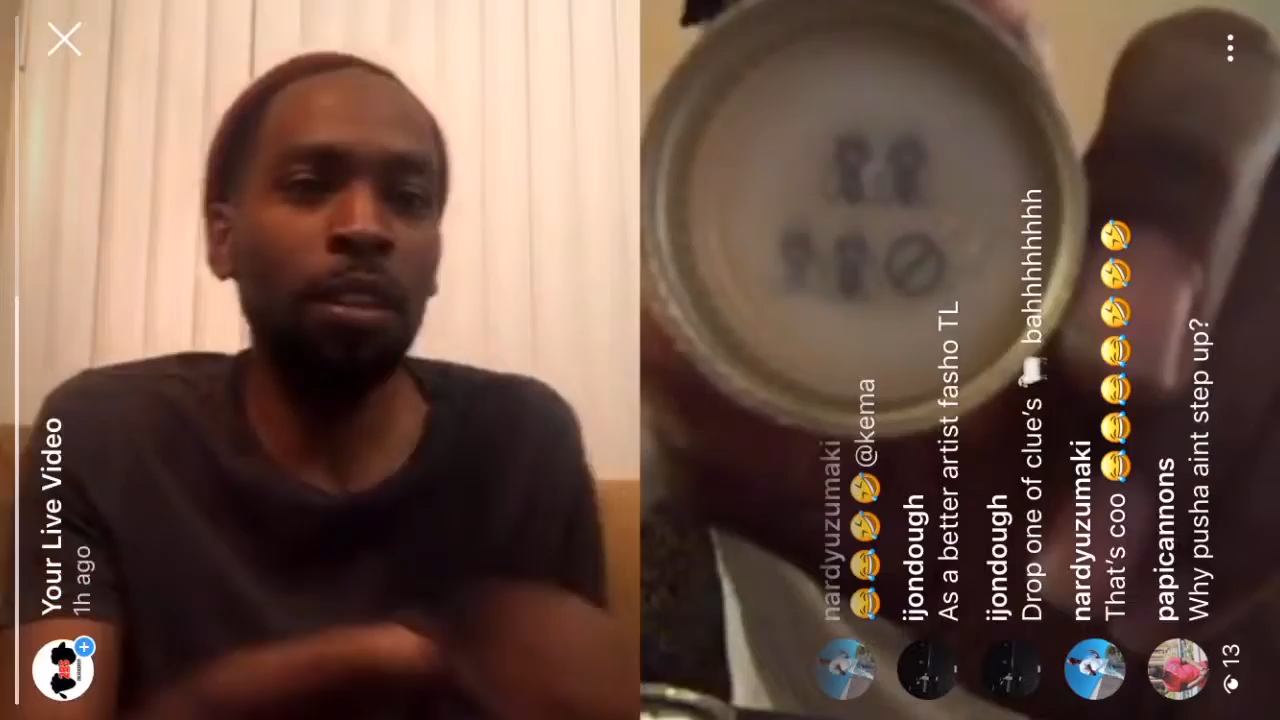 Your Live Video
1h ago
nardyuzumaki
😂😂🤣🤣@kema
ijondough
As a better artist fasho TL
ijondough
Drop one of clue's 🐏 bahhhhhhh
nardyuzumaki
That's coo 😂😂😂😂🤣🤣🤣
papicannons
Why pusha aint step up?
13